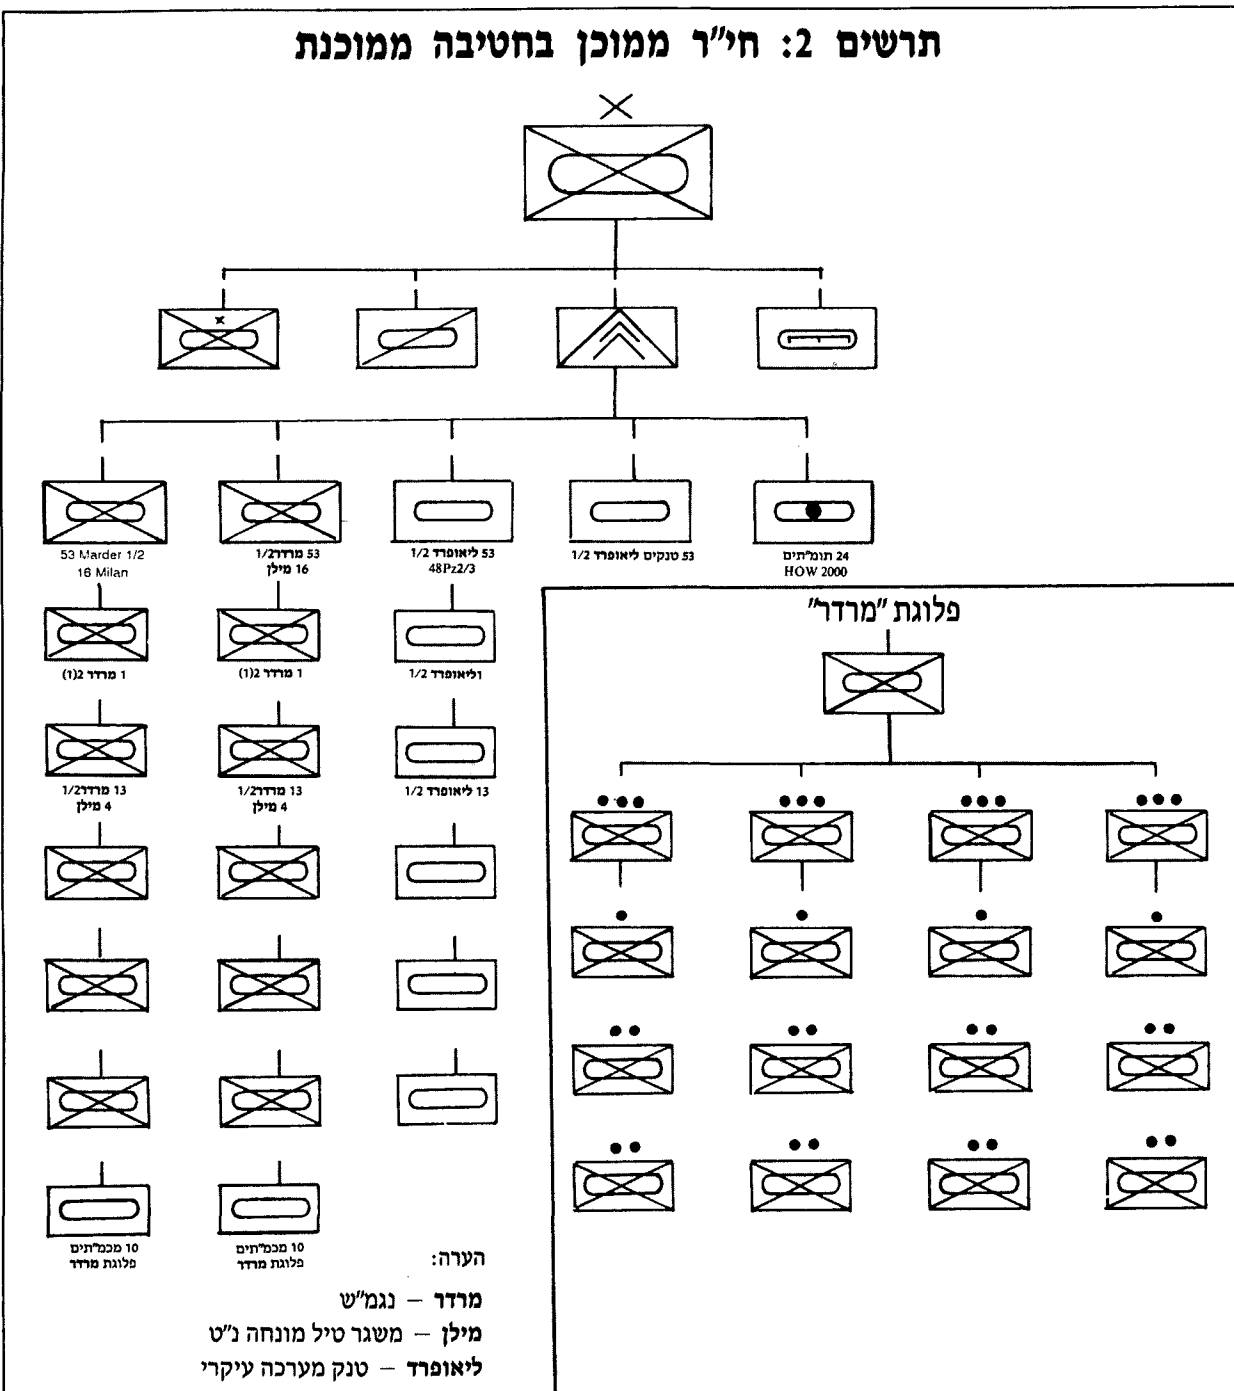 תרשים 2: חי״ר ממוכן בחטיבה ממוכנת
53 Marder 1/2
16 Milan
53 מרדר1/2
16 מילן
53 ליאופרד 1/2
48Pz2/3
53 טנקים ליאופרד 1/2
24 תומ״תים
HOW 2000
1 מרדר 2(ז)
1 מרדר 2(ו)
וליאופרד 1/2
13 מרדר1/2
4 מילן
13 מרדר1/2
4 מילן
13 ליאופרד 1/2
10 מכמ״תים
פלוגת מרדר
10 מכמ״תים
פלוגת מרדר
פלוגת ״מרדר״
הערה:
מרדר – נגמ״ש
מילן – משגר טיל מונחה נ״ט
ליאופרד – טנק מערכה עיקרי